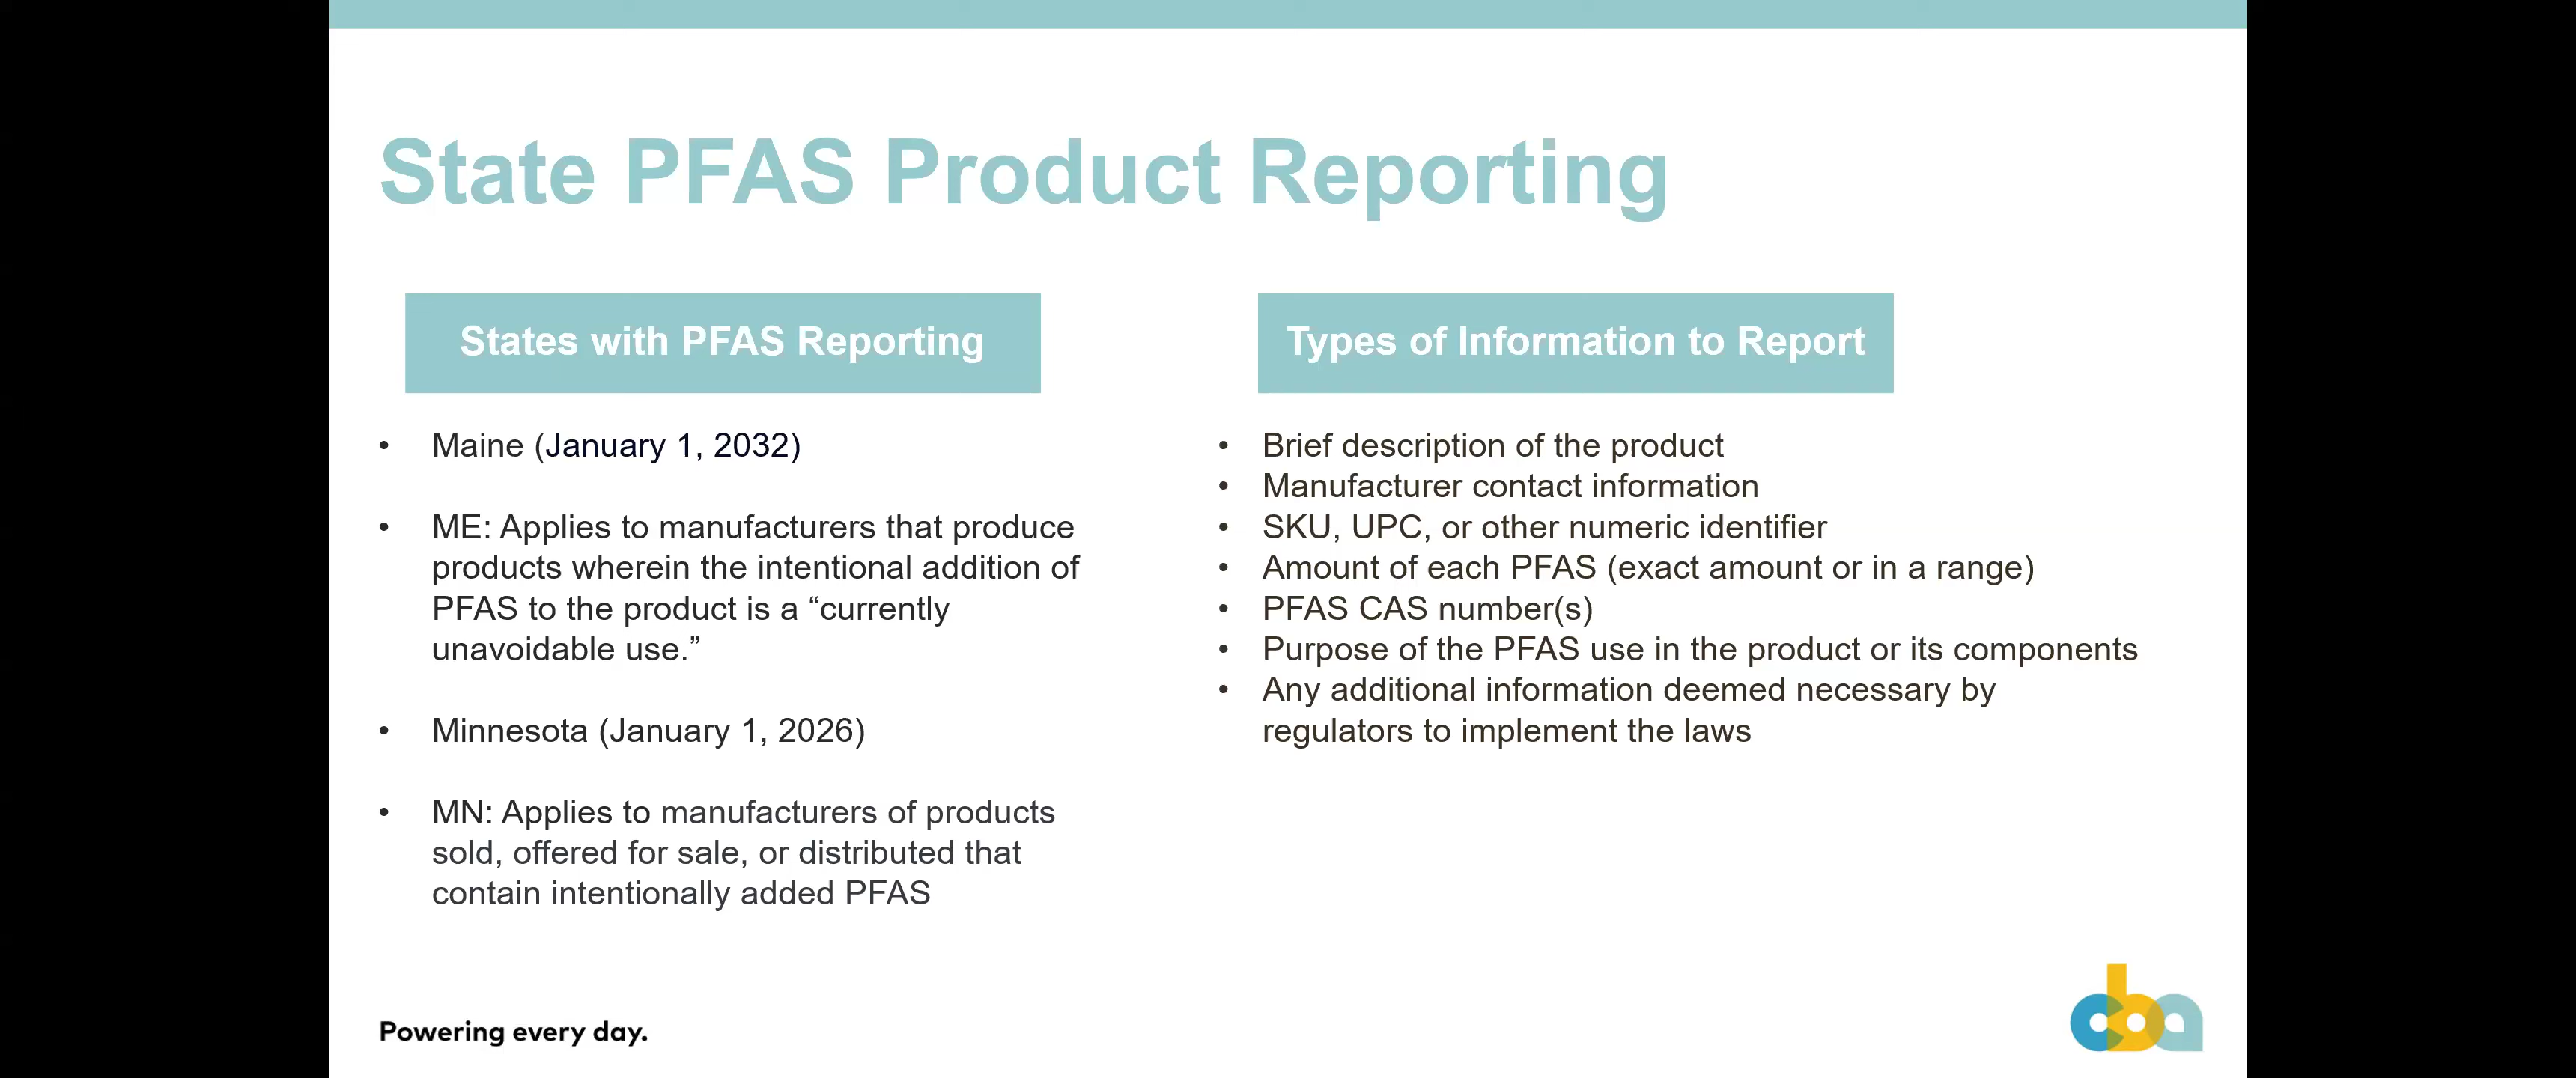 State PFAS Product Reporting
States with PFAS Reporting
• Maine (January 1, 2032)
• ME: Applies to manufacturers that produce
products wherein the intentional addition of
PFAS to the product is a “currently
unavoidable use.”
• Minnesota (January 1, 2026)
• MN: Applies to manufacturers of products
sold, offered for sale, or distributed that
contain intentionally added PFAS
Types of Information to Report
• Brief description of the product
• Manufacturer contact information
• SKU, UPC, or other numeric identifier
• Amount of each PFAS (exact amount or in a range)
• PFAS CAS number(s)
• Purpose of the PFAS use in the product or its components
• Any additional information deemed necessary by
regulators to implement the laws
Powering every day.
cba